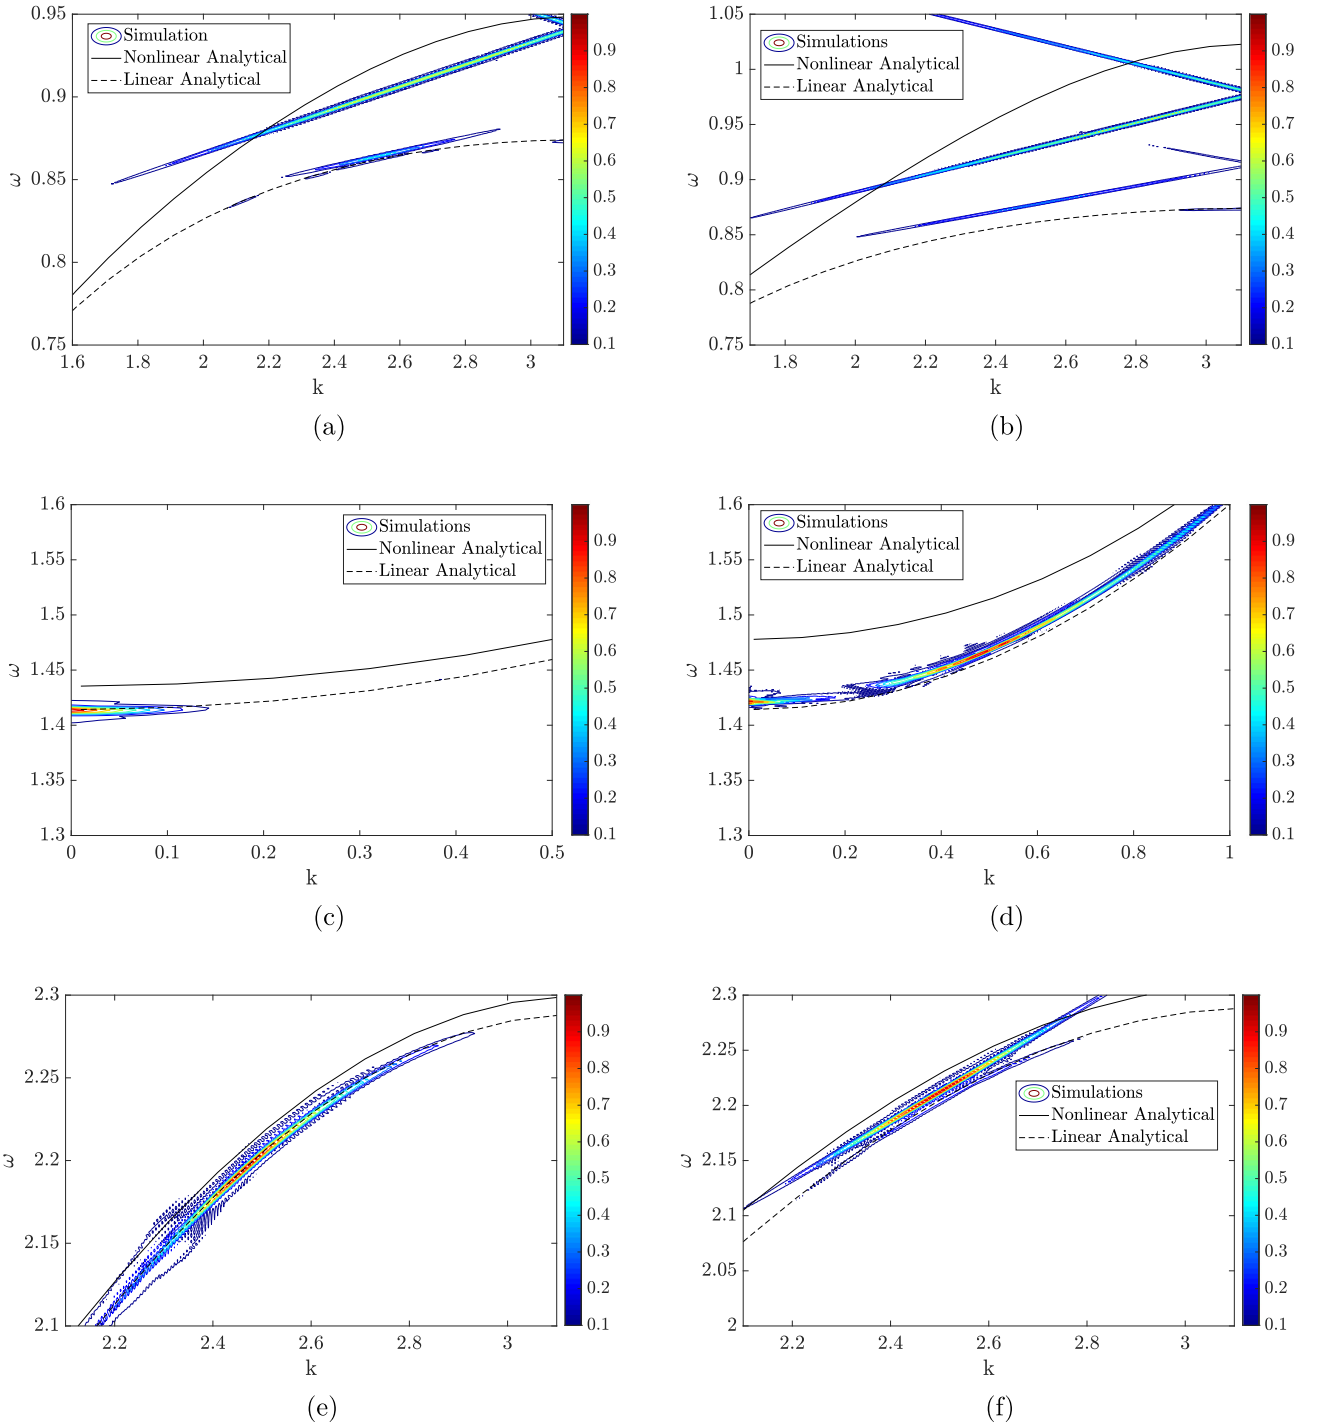 0.95
0.9
0.85
0.8
0.75
ω
Simulation
Nonlinear Analytical
Linear Analytical
1.6 1.8 2 2.2 2.4 2.6 2.8 3
k
0.9
0.8
0.7
0.6
0.5
0.4
0.3
0.2
0.1
(a)
1.05
1
0.95
0.9
0.85
0.8
0.75
ω
Simulations
Nonlinear Analytical
Linear Analytical
1.8 2 2.2 2.4 2.6 2.8 3
k
0.9
0.8
0.7
0.6
0.5
0.4
0.3
0.2
0.1
(b)
1.6
1.55
1.5
1.45
1.4
1.35
1.3
ω
Simulations
Nonlinear Analytical
Linear Analytical
0 0.1 0.2 0.3 0.4 0.5
k
0.9
0.8
0.7
0.6
0.5
0.4
0.3
0.2
0.1
(c)
1.6
1.55
1.5
1.45
1.4
1.35
1.3
ω
Simulations
Nonlinear Analytical
Linear Analytical
0 0.2 0.4 0.6 0.8 1
k
0.9
0.8
0.7
0.6
0.5
0.4
0.3
0.2
0.1
(d)
2.3
2.25
2.2
2.15
2.1
ω
2.2 2.4 2.6 2.8 3
k
0.9
0.8
0.7
0.6
0.5
0.4
0.3
0.2
0.1
(e)
2.3
2.25
2.2
2.15
2.1
2.05
2
ω
Simulations
Nonlinear Analytical
Linear Analytical
2.2 2.4 2.6 2.8 3
k
0.9
0.8
0.7
0.6
0.5
0.4
0.3
0.2
0.1
(f)